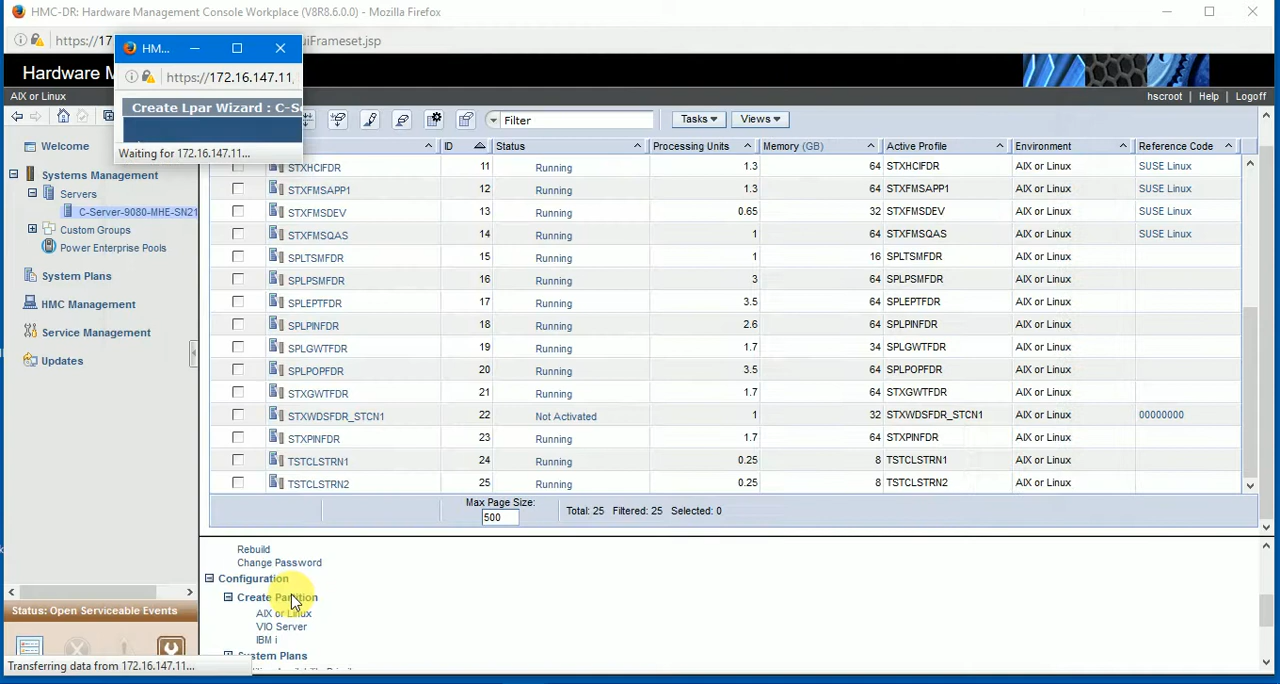 HMC-DR: Hardware Management Console Workplace (V8R8.6.0.0) - Mozilla Firefox
https://17
uiFrameset.jsp
HM...
https://172.16.147.11
Create Lpar Wizard : C-Se
Waiting for 172.16.147.11...
Hardware M
AIX or Linux
hscroot | Help | Logoff
Filter
Tasks
Views
Welcome
Systems Management
Servers
C-Server-9080-MHE-SN21
Custom Groups
Power Enterprise Pools
System Plans
HMC Management
Service Management
Updates
ID Status Processing Units Memory (GB) Active Profile Environment Reference Code
STXHCIFDR 11 Running 1.3 64 STXHCIFDR AIX or Linux SUSE Linux
STXFMSAPP1 12 Running 1.3 64 STXFMSAPP1 AIX or Linux SUSE Linux
STXFMSDEV 13 Running 0.65 32 STXFMSDEV AIX or Linux SUSE Linux
STXFMSQAS 14 Running 1 64 STXFMSQAS AIX or Linux SUSE Linux
SPLTSMFDR 15 Running 1 16 SPLTSMFDR AIX or Linux
SPLPSMFDR 16 Running 3 64 SPLPSMFDR AIX or Linux
SPLEPTFDR 17 Running 3.5 64 SPLEPTFDR AIX or Linux
SPLPINFDR 18 Running 2.6 64 SPLPINFDR AIX or Linux
SPLGWTFDR 19 Running 1.7 34 SPLGWTFDR AIX or Linux
SPLPOPFDR 20 Running 3.5 64 SPLPOPFDR AIX or Linux
STXGWTFDR 21 Running 1.7 64 STXGWTFDR AIX or Linux
STXWDSFDR_STCN1 22 Not Activated 1 32 STXWDSFDR_STCN1 AIX or Linux 00000000
STXPINFDR 23 Running 1.7 64 STXPINFDR AIX or Linux
TSTCLSTRN1 24 Running 0.25 8 TSTCLSTRN1 AIX or Linux
TSTCLSTRN2 25 Running 0.25 8 TSTCLSTRN2 AIX or Linux
Max Page Size:
500
Total: 25 Filtered: 25 Selected: 0
Rebuild
Change Password
Configuration
Create Partition
AIX or Linux
VIO Server
IBM i
System Plans
Status: Open Serviceable Events
Transferring data from 172.16.147.11...